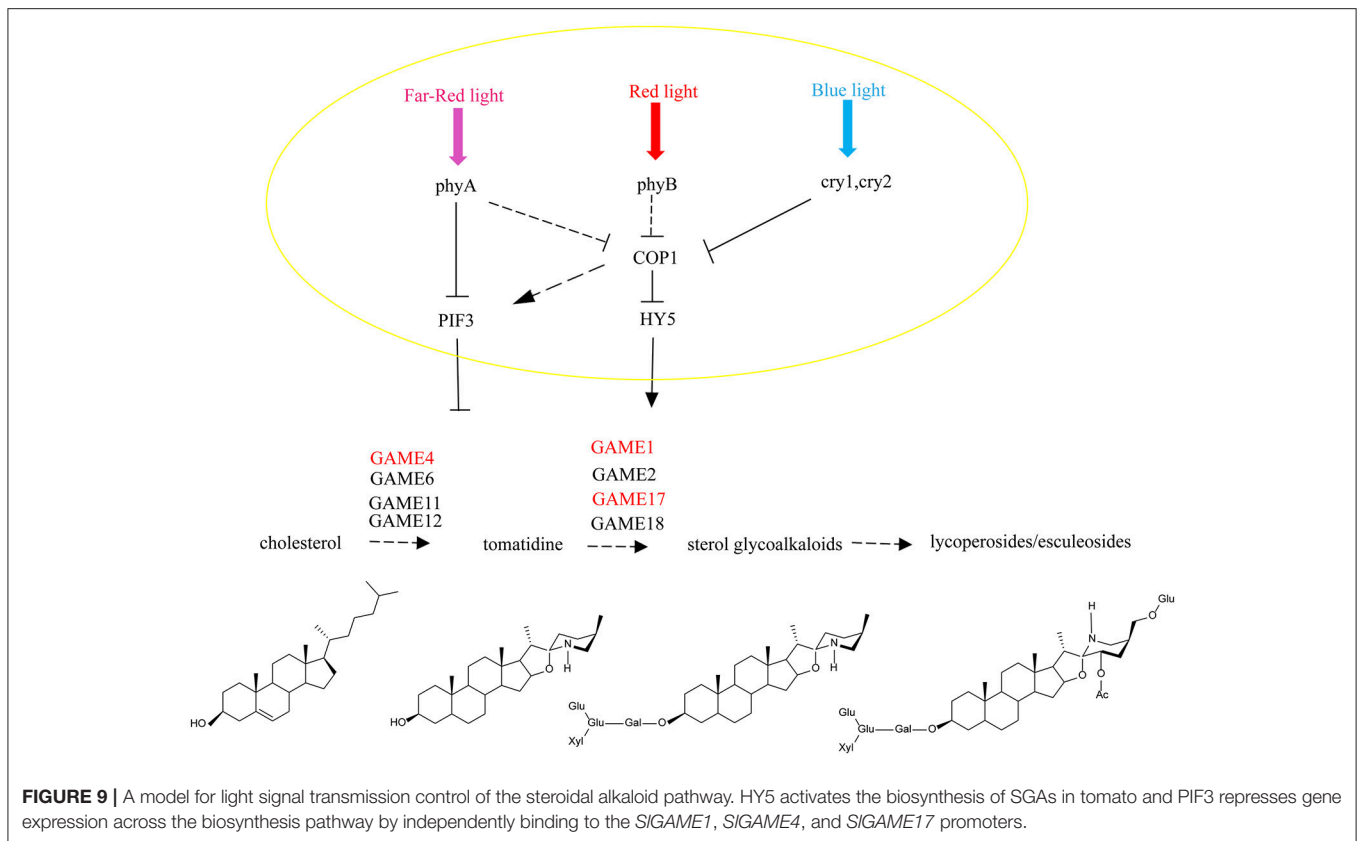 Far-Red light
Red light
Blue light
phyA
phyB
cry1,cry2
COP1
PIF3
HY5
GAME4
GAME6
GAME11
GAME12
GAME1
GAME2
GAME17
GAME18
cholesterol
tomatidine
sterol glycoalkaloids
lycoperosides/esculeosides
HO
HO
O
N
H
Glu
Glu
Gal
O
Xyl
O
N
H
Glu
Glu
Gal
O
Xyl
O
H
N
O
Ac
O
Glu
FIGURE 9 | A model for light signal transmission control of the steroidal alkaloid pathway. HY5 activates the biosynthesis of SGAs in tomato and PIF3 represses gene
expression across the biosynthesis pathway by independently binding to the SlGAME1, SlGAME4, and SlGAME17 promoters.